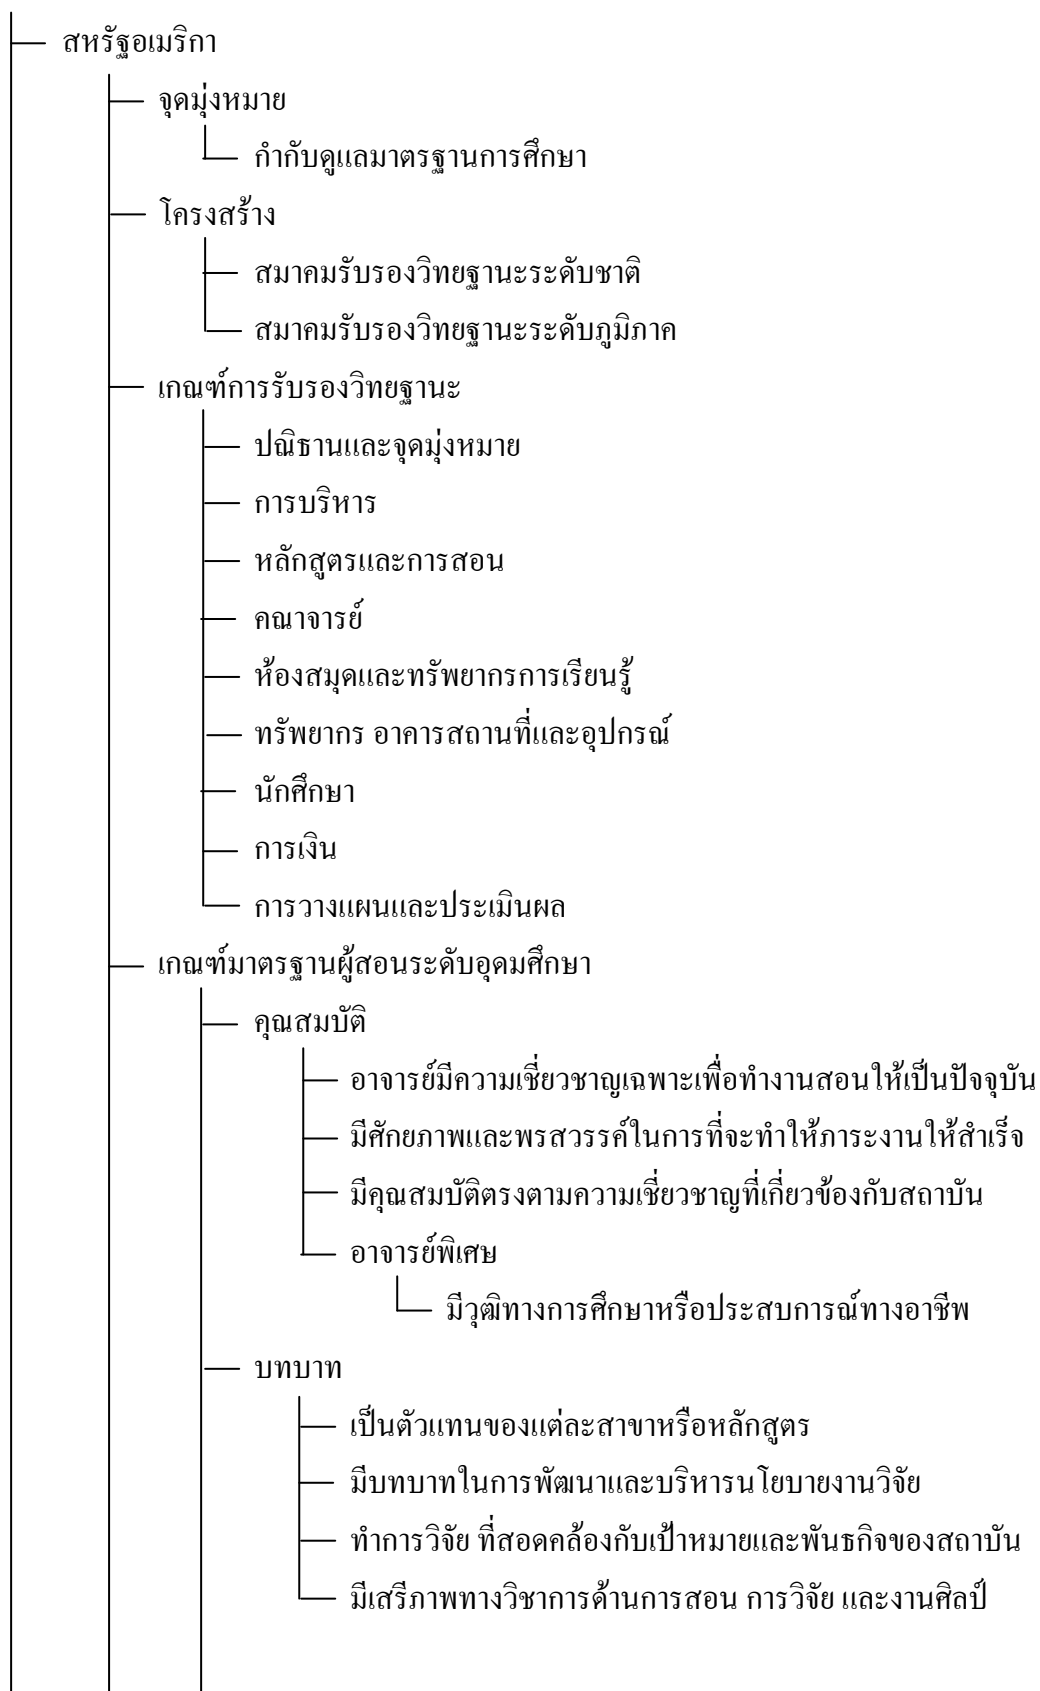 สหรัฐอเมริกา
จุดมุ่งหมาย
กำกับดูแลมาตรฐานการศึกษา
โครงสร้าง
สมาคมรับรองวิทยฐานะระดับชาติ
สมาคมรับรองวิทยฐานะระดับภูมิภาค
เกณฑ์การรับรองวิทยฐานะ
ปณิธานและจุดมุ่งหมาย
การบริหาร
หลักสูตรและการสอน
คณาจารย์
ห้องสมุดและทรัพยากรการเรียนรู้
ทรัพยากร อาคารสถานที่และอุปกรณ์
นักศึกษา
การเงิน
การวางแผนและประเมินผล
เกณฑ์มาตรฐานผู้สอนระดับอุดมศึกษา
คุณสมบัติ
อาจารย์มีความเชี่ยวชาญเฉพาะเพื่อทำงานสอนให้เป็นปัจจุบัน
มีศักยภาพและพรสวรรค์ในการที่จะทำให้ภาระงานให้สำเร็จ
มีคุณสมบัติตรงตามความเชี่ยวชาญที่เกี่ยวข้องกับสถาบัน
อาจารย์พิเศษ
มีวุฒิทางการศึกษาหรือประสบการณ์ทางอาชีพ
บทบาท
เป็นตัวแทนของแต่ละสาขาหรือหลักสูตร
มีบทบาทในการพัฒนาและบริหารนโยบายงานวิจัย
ทำการวิจัย ที่สอดคล้องกับเป้าหมายและพันธกิจของสถาบัน
มีเสรีภาพทางวิชาการด้านการสอน การวิจัย และงานศิลป์